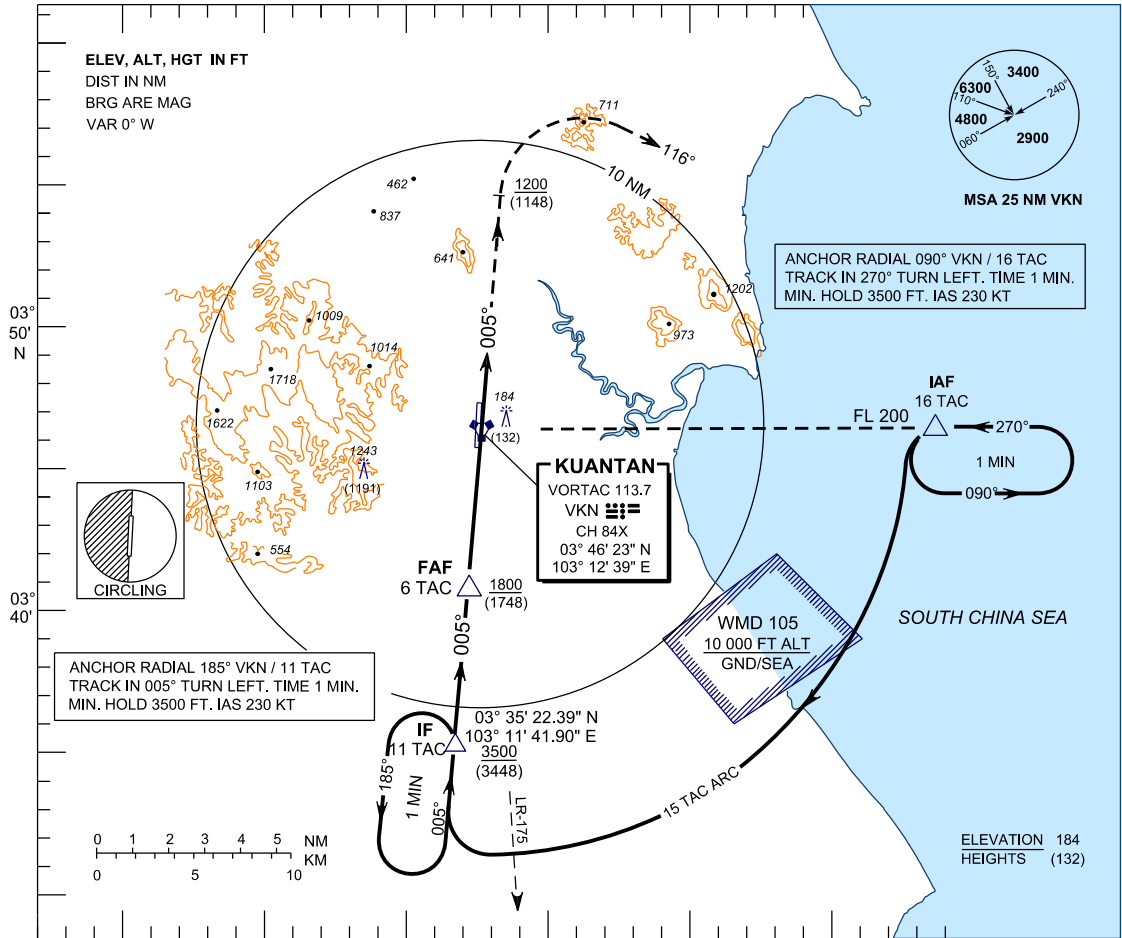 ELEV, ALT, HGT IN FT
DIST IN NM
BRG ARE MAG
VAR 0° W
711
116°
10 NM
1200
(1148)
462
837
641
150°
3400
6300
240°
110°
4800
060°
2900
MSA 25 NM VKN
ANCHOR RADIAL 090° VKN / 16 TAC
TRACK IN 270° TURN LEFT. TIME 1 MIN.
MIN. HOLD 3500 FT. IAS 230 KT
1202
973
03°
50'
N
1009
1014
1718
1622
005°
184
(132)
IAF
16 TAC
FL 200
270°
1 MIN
090°
1243
(1191)
1103
554
KUANTAN
VORTAC 113.7
VKN
CH 84X
03° 46' 23" N
103° 12' 39" E
CIRCLING
FAF
6 TAC
1800
(1748)
03°
40'
005°
WMD 105
10 000 FT ALT
GND/SEA
SOUTH CHINA SEA
ANCHOR RADIAL 185° VKN / 11 TAC
TRACK IN 005° TURN LEFT. TIME 1 MIN.
MIN. HOLD 3500 FT. IAS 230 KT
IF
11 TAC
03° 35' 22.39" N
103° 11' 41.90" E
3500
(3448)
185°
1 MIN
005°
LR-175
15 TAC ARC
0 1 2 3 4 5 NM
KM
0 5 10
ELEVATION 184
HEIGHTS (132)